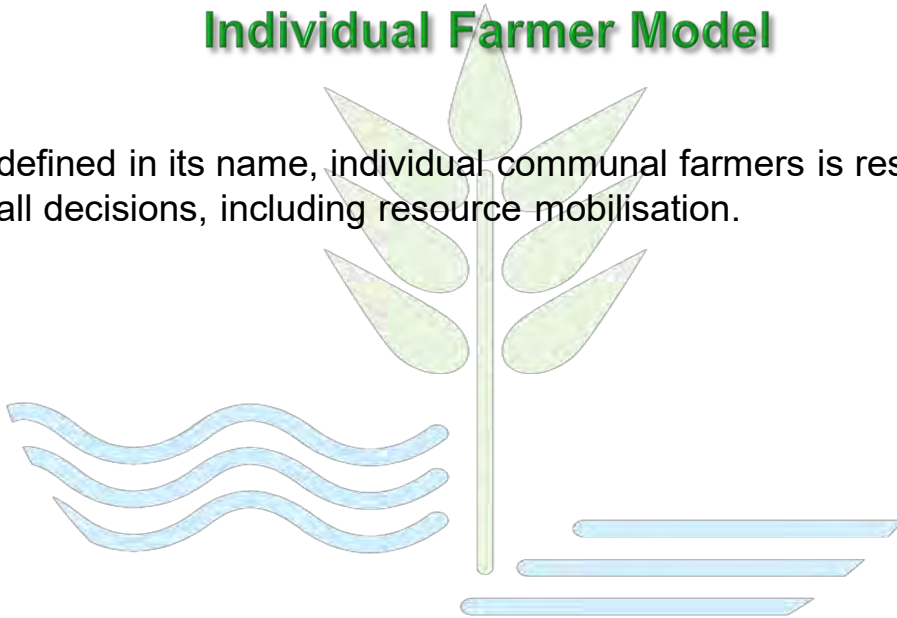 Individual Farmer Model
defined in its name, individual communal farmers is res
all decisions, including resource mobilisation.